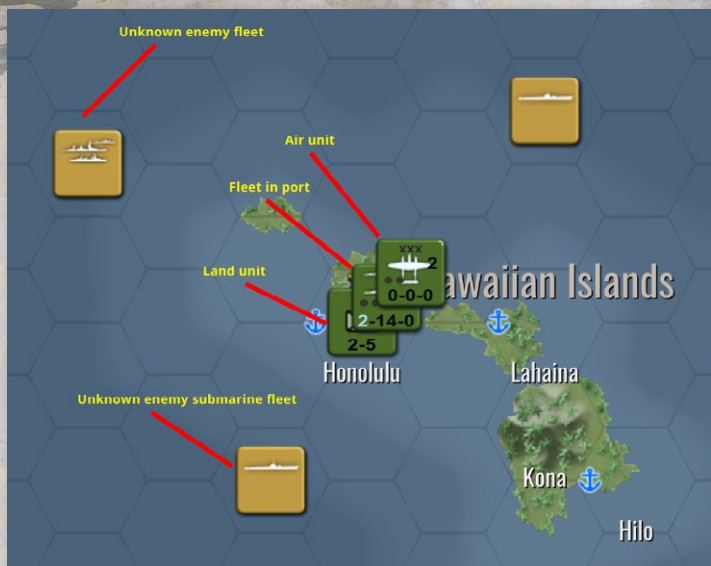 Unknown enemy fleet
Air unit
Fleet in port
Land unit
XXX
2
0-0-0
2-14-0
2-5
awaiian Islands
Honolulu
Lahaina
Unknown enemy submarine fleet
Kona
Hilo